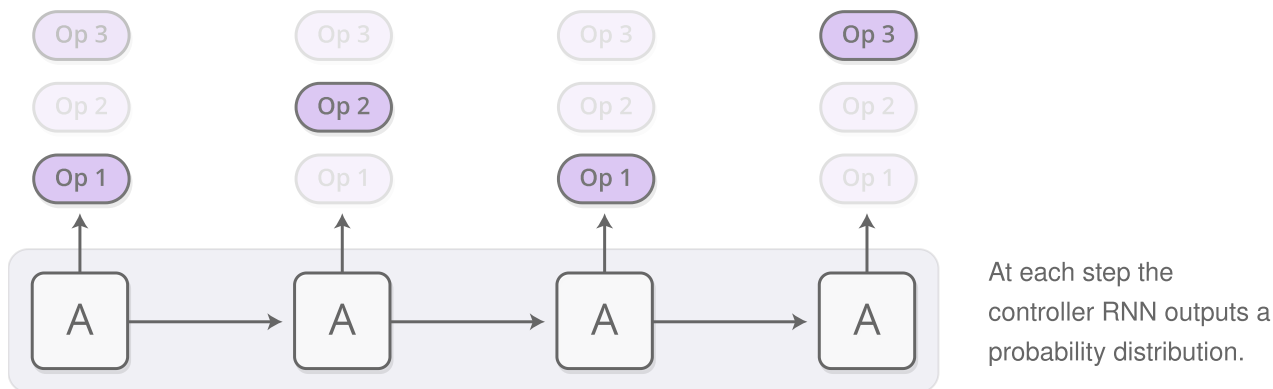 Op 3 Op 3 Op 3 Op 3
Op 2 Op 2 Op 2 Op 2
Op 1 Op 1 Op 1 Op 1
A A A A
At each step the
controller RNN outputs a
probability distribution.